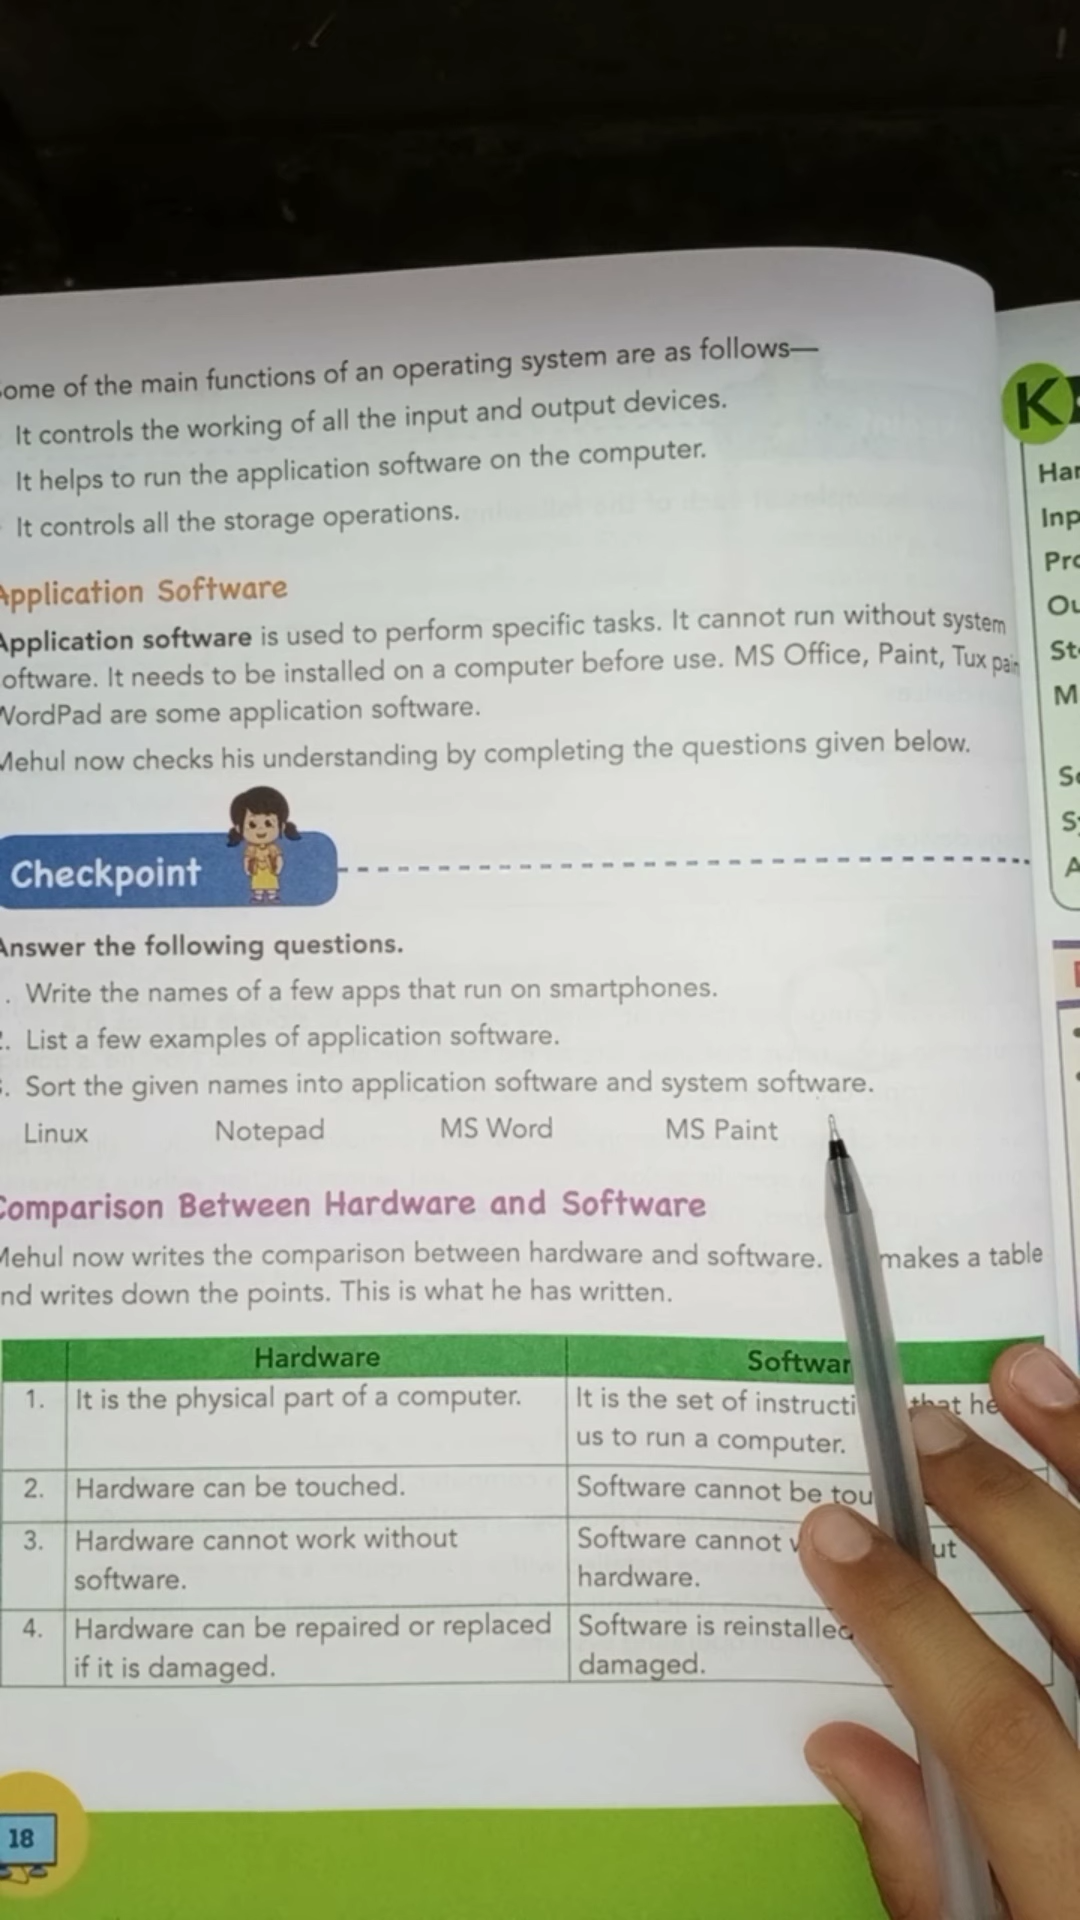 ome of the main functions of an operating system are as follows—
It controls the working of all the input and output devices.
It helps to run the application software on the computer.
It controls all the storage operations.
Application Software
Application software is used to perform specific tasks. It cannot run without system
oftware. It needs to be installed on a computer before use. MS Office, Paint, Tux pain
WordPad are some application software.
Mehul now checks his understanding by completing the questions given below.
Checkpoint
Answer the following questions.
. Write the names of a few apps that run on smartphones.
. List a few examples of application software.
. Sort the given names into application software and system software.
Linux Notepad MS Word MS Paint
Comparison Between Hardware and Software
Mehul now writes the comparison between hardware and software. makes a table
nd writes down the points. This is what he has written.
Hardware Softwar
1. It is the physical part of a computer. It is the set of instructi that he
us to run a computer.
2. Hardware can be touched. Software cannot be tou
3. Hardware cannot work without Software cannot ut
software. hardware.
4. Hardware can be repaired or replaced Software is reinstalled
if it is damaged. damaged.
18
K
Har
Inp
Pro
Ou
St
M
So
S
A